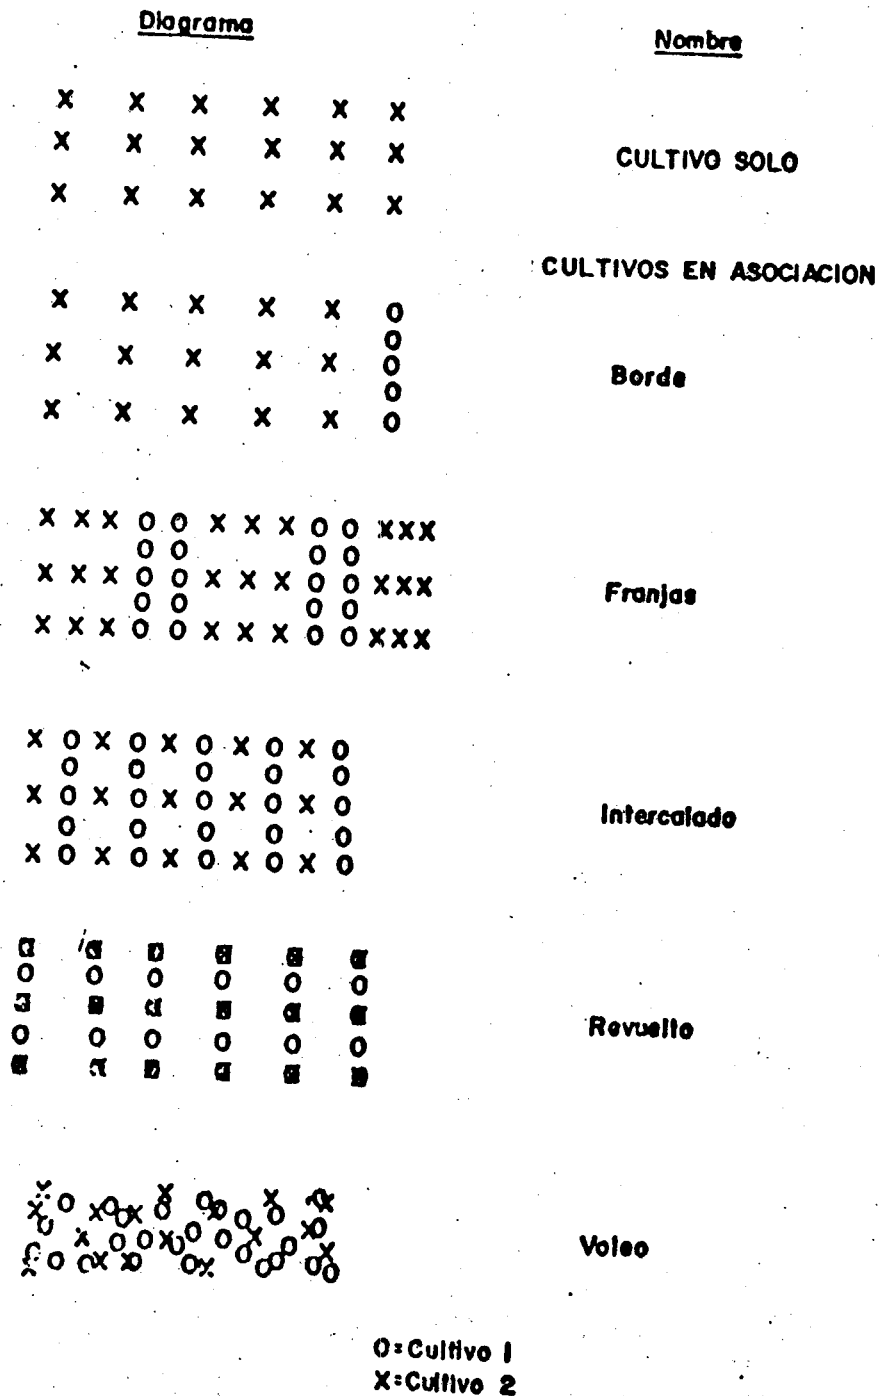 Diagrama Nombre
X X X X X X
X X X X X X CULTIVO SOLO
X X X X X X
CULTIVOS EN ASOCIACION
X X X X X O
O
X X X X X O Borde
O
X X X X X O
X X X O O X X X O O X X X
O O O O
X X X O O X X X O O X X X Franjas
O O O O
X X X O O X X X O O X X X
X O X O X O X O X O
O O O O O
X O X O X O X O X O Intercalado
O O O O O
X O X O X O X O X O
O O O O O O
Revuelto
O O O O O O
Voleo
O=Cultivo 1
X=Cultivo 2